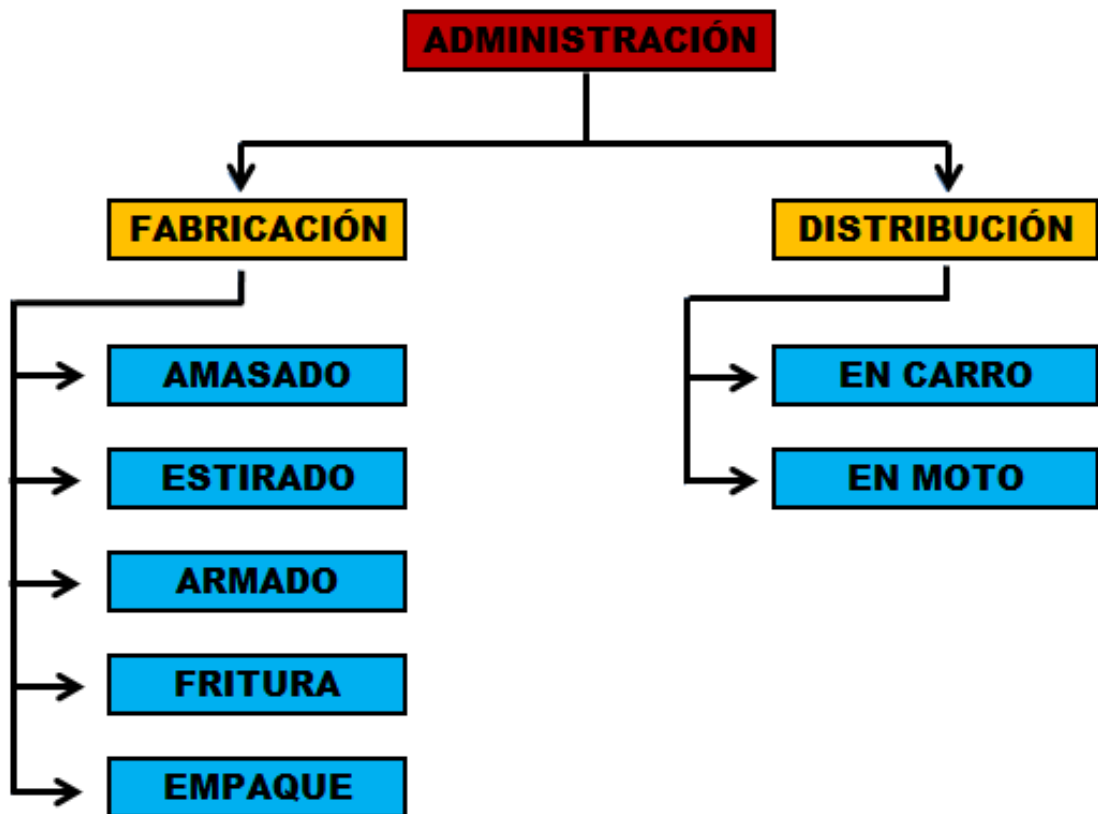 ADMINISTRACIÓN
FABRICACIÓN
DISTRIBUCIÓN
AMASADO
EN CARRO
ESTIRADO
EN MOTO
ARMADO
FRITURA
EMPAQUE